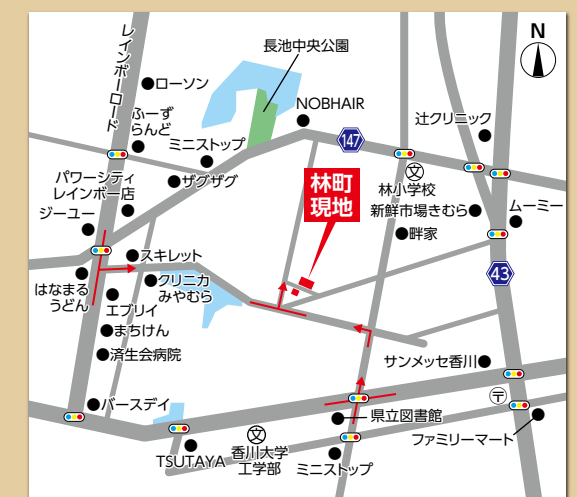 N
長池中央公園
レインボーロード
ローソン
NOBHAIR
ふーず
らんど
ミニストップ
147
辻クリニック
ザグザグ
林町
現地
文
林小学校
パワーシティ
レインボー店
新鮮市場きむら
ムーミー
ジーユー
畔家
スキレット
43
はなまる
うどん
クリニカ
みやむら
エブリイ
まちけん
済生会病院
サンメッセ香川
〒
バースデイ
県立図書館
文
TSUTAYA
香川大学
工学部
ミニストップ
ファミリーマート